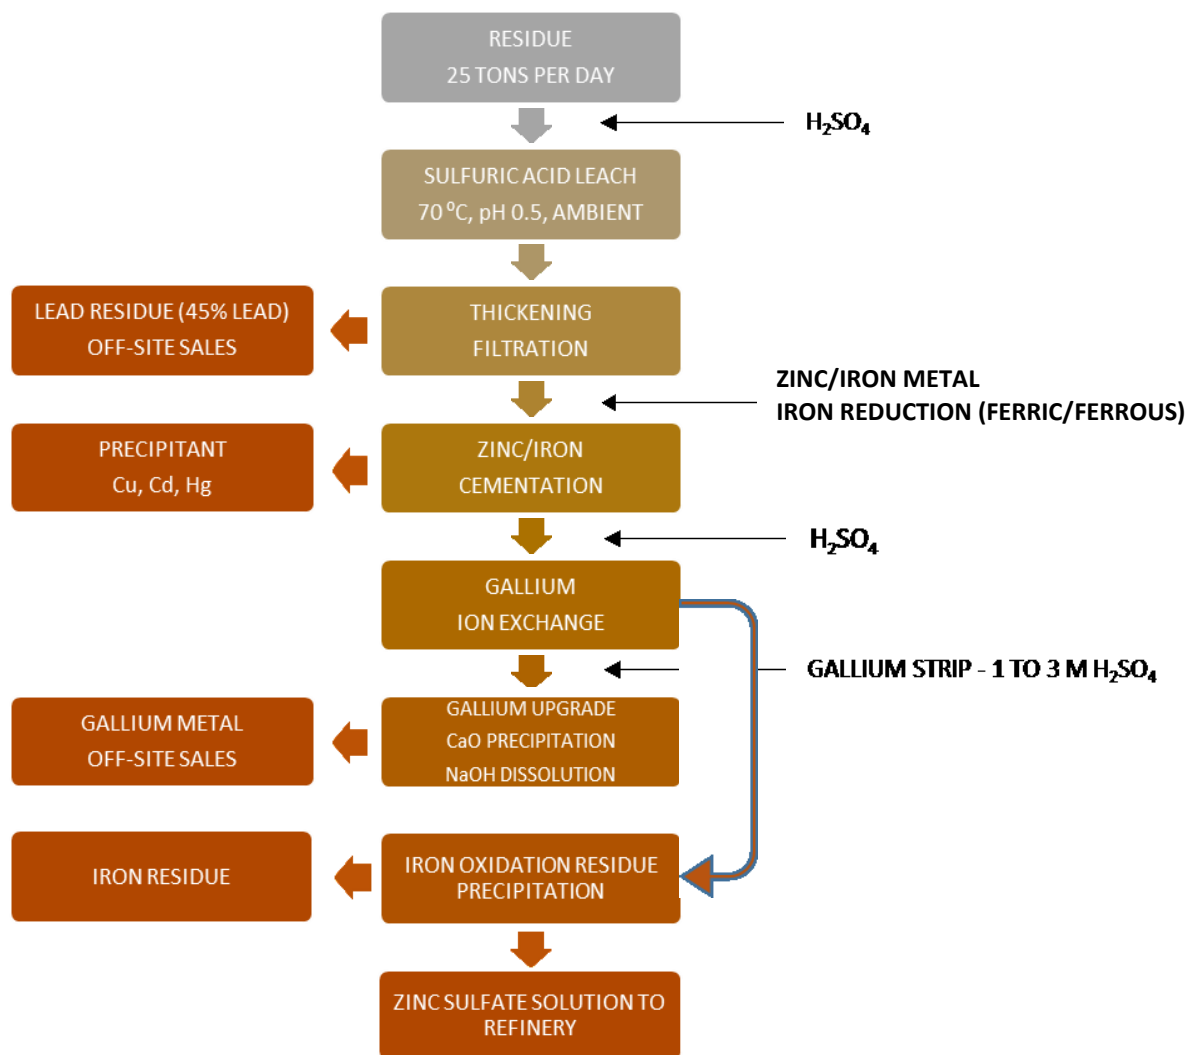 RESIDUE
25 TONS PER DAY
H₂SO₄
SULFURIC ACID LEACH
70 ⁰C, pH 0.5, AMBIENT
LEAD RESIDUE (45% LEAD)
OFF-SITE SALES
THICKENING
FILTRATION
ZINC/IRON METAL
IRON REDUCTION (FERRIC/FERROUS)
PRECIPITANT
Cu, Cd, Hg
ZINC/IRON
CEMENTATION
H₂SO₄
GALLIUM
ION EXCHANGE
GALLIUM STRIP - 1 TO 3 M H₂SO₄
GALLIUM METAL
OFF-SITE SALES
GALLIUM UPGRADE
CaO PRECIPITATION
NaOH DISSOLUTION
IRON RESIDUE
IRON OXIDATION RESIDUE
PRECIPITATION
ZINC SULFATE SOLUTION TO
REFINERY